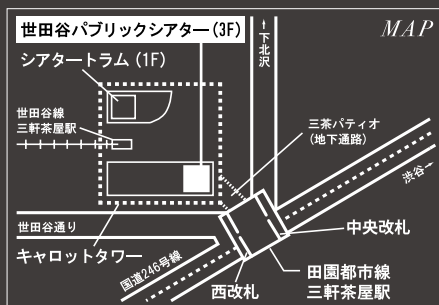 世田谷パブリックシアター(3F)
MAP
シアタートラム(1F)
↑下北沢
世田谷線
三軒茶屋駅
三茶パティオ
(地下通路)
渋谷→
世田谷通り
キャロットタワー
中央改札
国道246号線
西改札
田園都市線
三軒茶屋駅